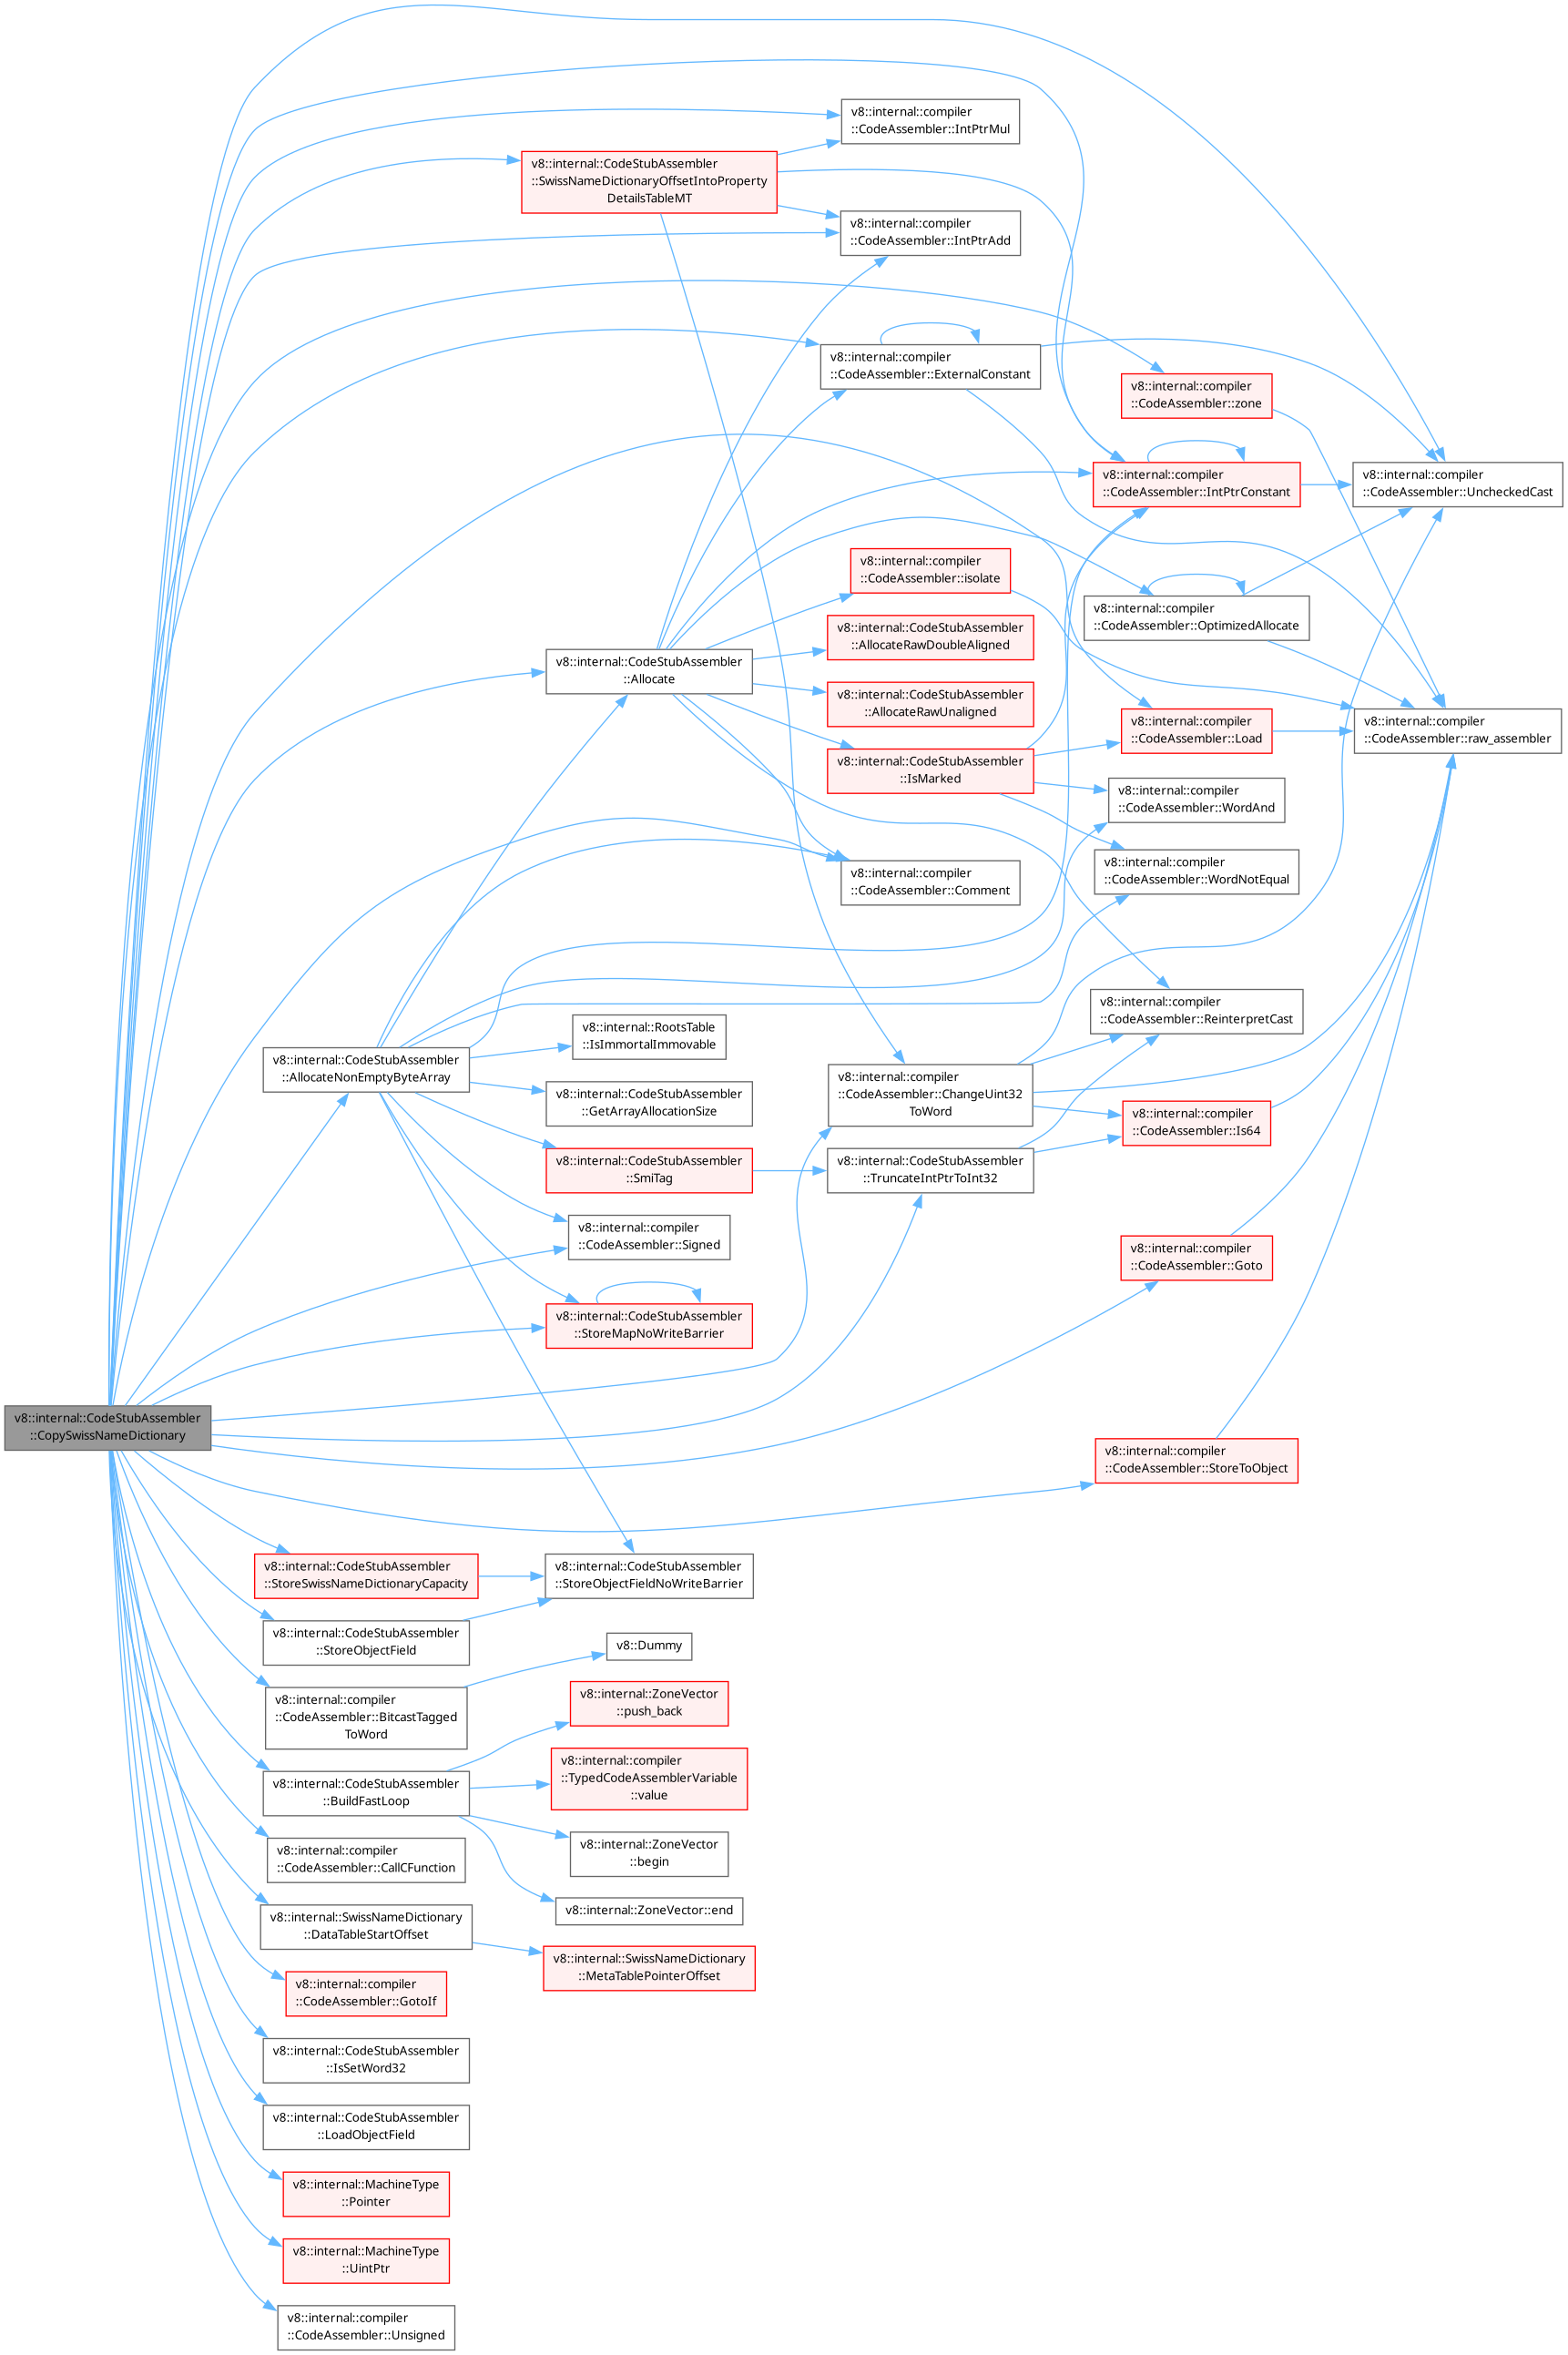 v8::internal::compiler
::CodeAssembler::IntPtrMul
v8::internal::CodeStubAssembler
::SwissNameDictionaryOffsetIntoProperty
DetailsTableMT
v8::internal::compiler
::CodeAssembler::IntPtrAdd
v8::internal::compiler
::CodeAssembler::ExternalConstant
v8::internal::compiler
::CodeAssembler::zone
v8::internal::compiler
::CodeAssembler::IntPtrConstant
v8::internal::compiler
::CodeAssembler::UncheckedCast
v8::internal::compiler
::CodeAssembler::isolate
v8::internal::compiler
::CodeAssembler::OptimizedAllocate
v8::internal::CodeStubAssembler
::AllocateRawDoubleAligned
v8::internal::CodeStubAssembler
::Allocate
v8::internal::CodeStubAssembler
::AllocateRawUnaligned
v8::internal::compiler
::CodeAssembler::Load
v8::internal::compiler
::CodeAssembler::raw_assembler
v8::internal::CodeStubAssembler
::IsMarked
v8::internal::compiler
::CodeAssembler::WordAnd
v8::internal::compiler
::CodeAssembler::WordNotEqual
v8::internal::compiler
::CodeAssembler::Comment
v8::internal::compiler
::CodeAssembler::ReinterpretCast
v8::internal::RootsTable
::IsImmortalImmovable
v8::internal::CodeStubAssembler
::AllocateNonEmptyByteArray
v8::internal::CodeStubAssembler
::GetArrayAllocationSize
v8::internal::compiler
::CodeAssembler::ChangeUint32
ToWord
v8::internal::compiler
::CodeAssembler::Is64
v8::internal::CodeStubAssembler
::SmiTag
v8::internal::CodeStubAssembler
::TruncateIntPtrToInt32
v8::internal::compiler
::CodeAssembler::Signed
v8::internal::compiler
::CodeAssembler::Goto
v8::internal::CodeStubAssembler
::StoreMapNoWriteBarrier
v8::internal::CodeStubAssembler
::CopySwissNameDictionary
v8::internal::compiler
::CodeAssembler::StoreToObject
v8::internal::CodeStubAssembler
::StoreSwissNameDictionaryCapacity
v8::internal::CodeStubAssembler
::StoreObjectFieldNoWriteBarrier
v8::internal::CodeStubAssembler
::StoreObjectField
v8::Dummy
v8::internal::compiler
::CodeAssembler::BitcastTagged
ToWord
v8::internal::ZoneVector
::push_back
v8::internal::CodeStubAssembler
::BuildFastLoop
v8::internal::compiler
::TypedCodeAssemblerVariable
::value
v8::internal::compiler
::CodeAssembler::CallCFunction
v8::internal::ZoneVector
::begin
v8::internal::SwissNameDictionary
::DataTableStartOffset
v8::internal::ZoneVector::end
v8::internal::SwissNameDictionary
::MetaTablePointerOffset
v8::internal::compiler
::CodeAssembler::GotoIf
v8::internal::CodeStubAssembler
::IsSetWord32
v8::internal::CodeStubAssembler
::LoadObjectField
v8::internal::MachineType
::Pointer
v8::internal::MachineType
::UintPtr
v8::internal::compiler
::CodeAssembler::Unsigned